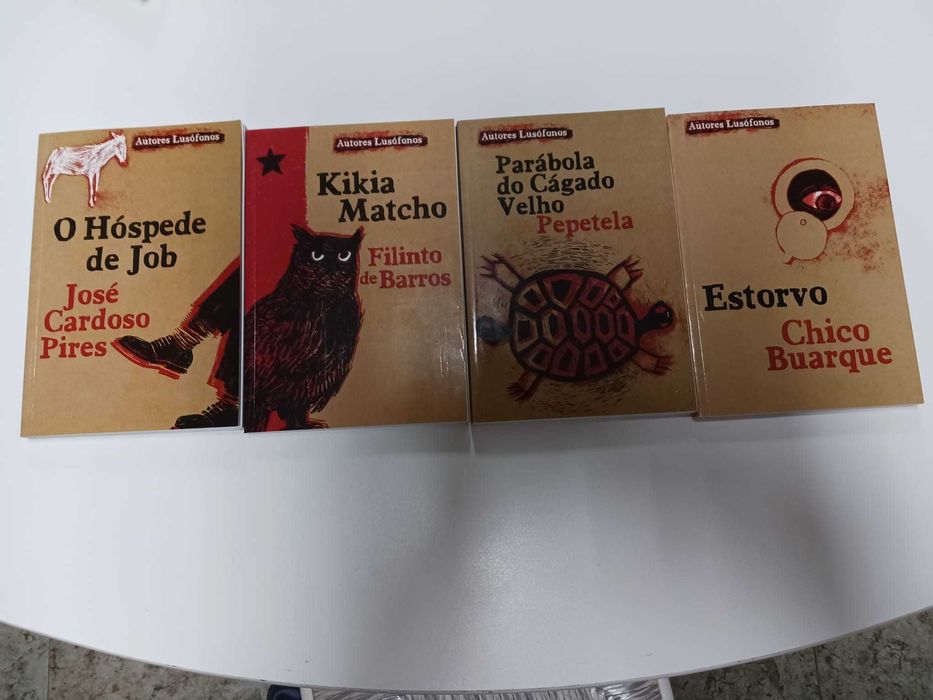 Autores Lusófonos
O Hóspede
de Job
José
Cardoso
Pires
Autores Lusófonos
Kikia
Matcho
Filinto
de Barros
Autores Lusófonos
Parábola
do Cágado
Velho
Pepetela
Autores Lusófonos
Estorvo
Chico
Buarque